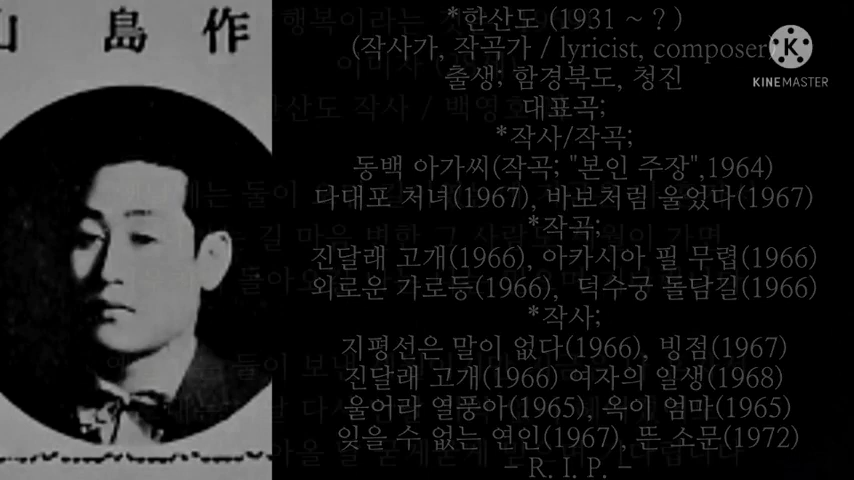 山 島 作
*한산도 (1931 ~ ? )
(작사가, 작곡가 / lyricist, composer)
KINEMASTER
출생; 함경북도, 청진
대표곡;
*작사/작곡;
동백 아가씨(작곡; "본인 주장",1964)
다대포 처녀(1967), 바보처럼 울었다(1967)
*작곡;
진달래 고개(1966), 아카시아 필 무렵(1966)
외로운 가로등(1966), 덕수궁 돌담길(1966)
*작사;
지평선은 말이 없다(1966), 빙점(1967)
진달래 고개(1966) 여자의 일생(1968)
울어라 열풍아(1965), 옥이 엄마(1965)
잊을 수 없는 연인(1967), 뜬 소문(1972)
- R. I. P. -